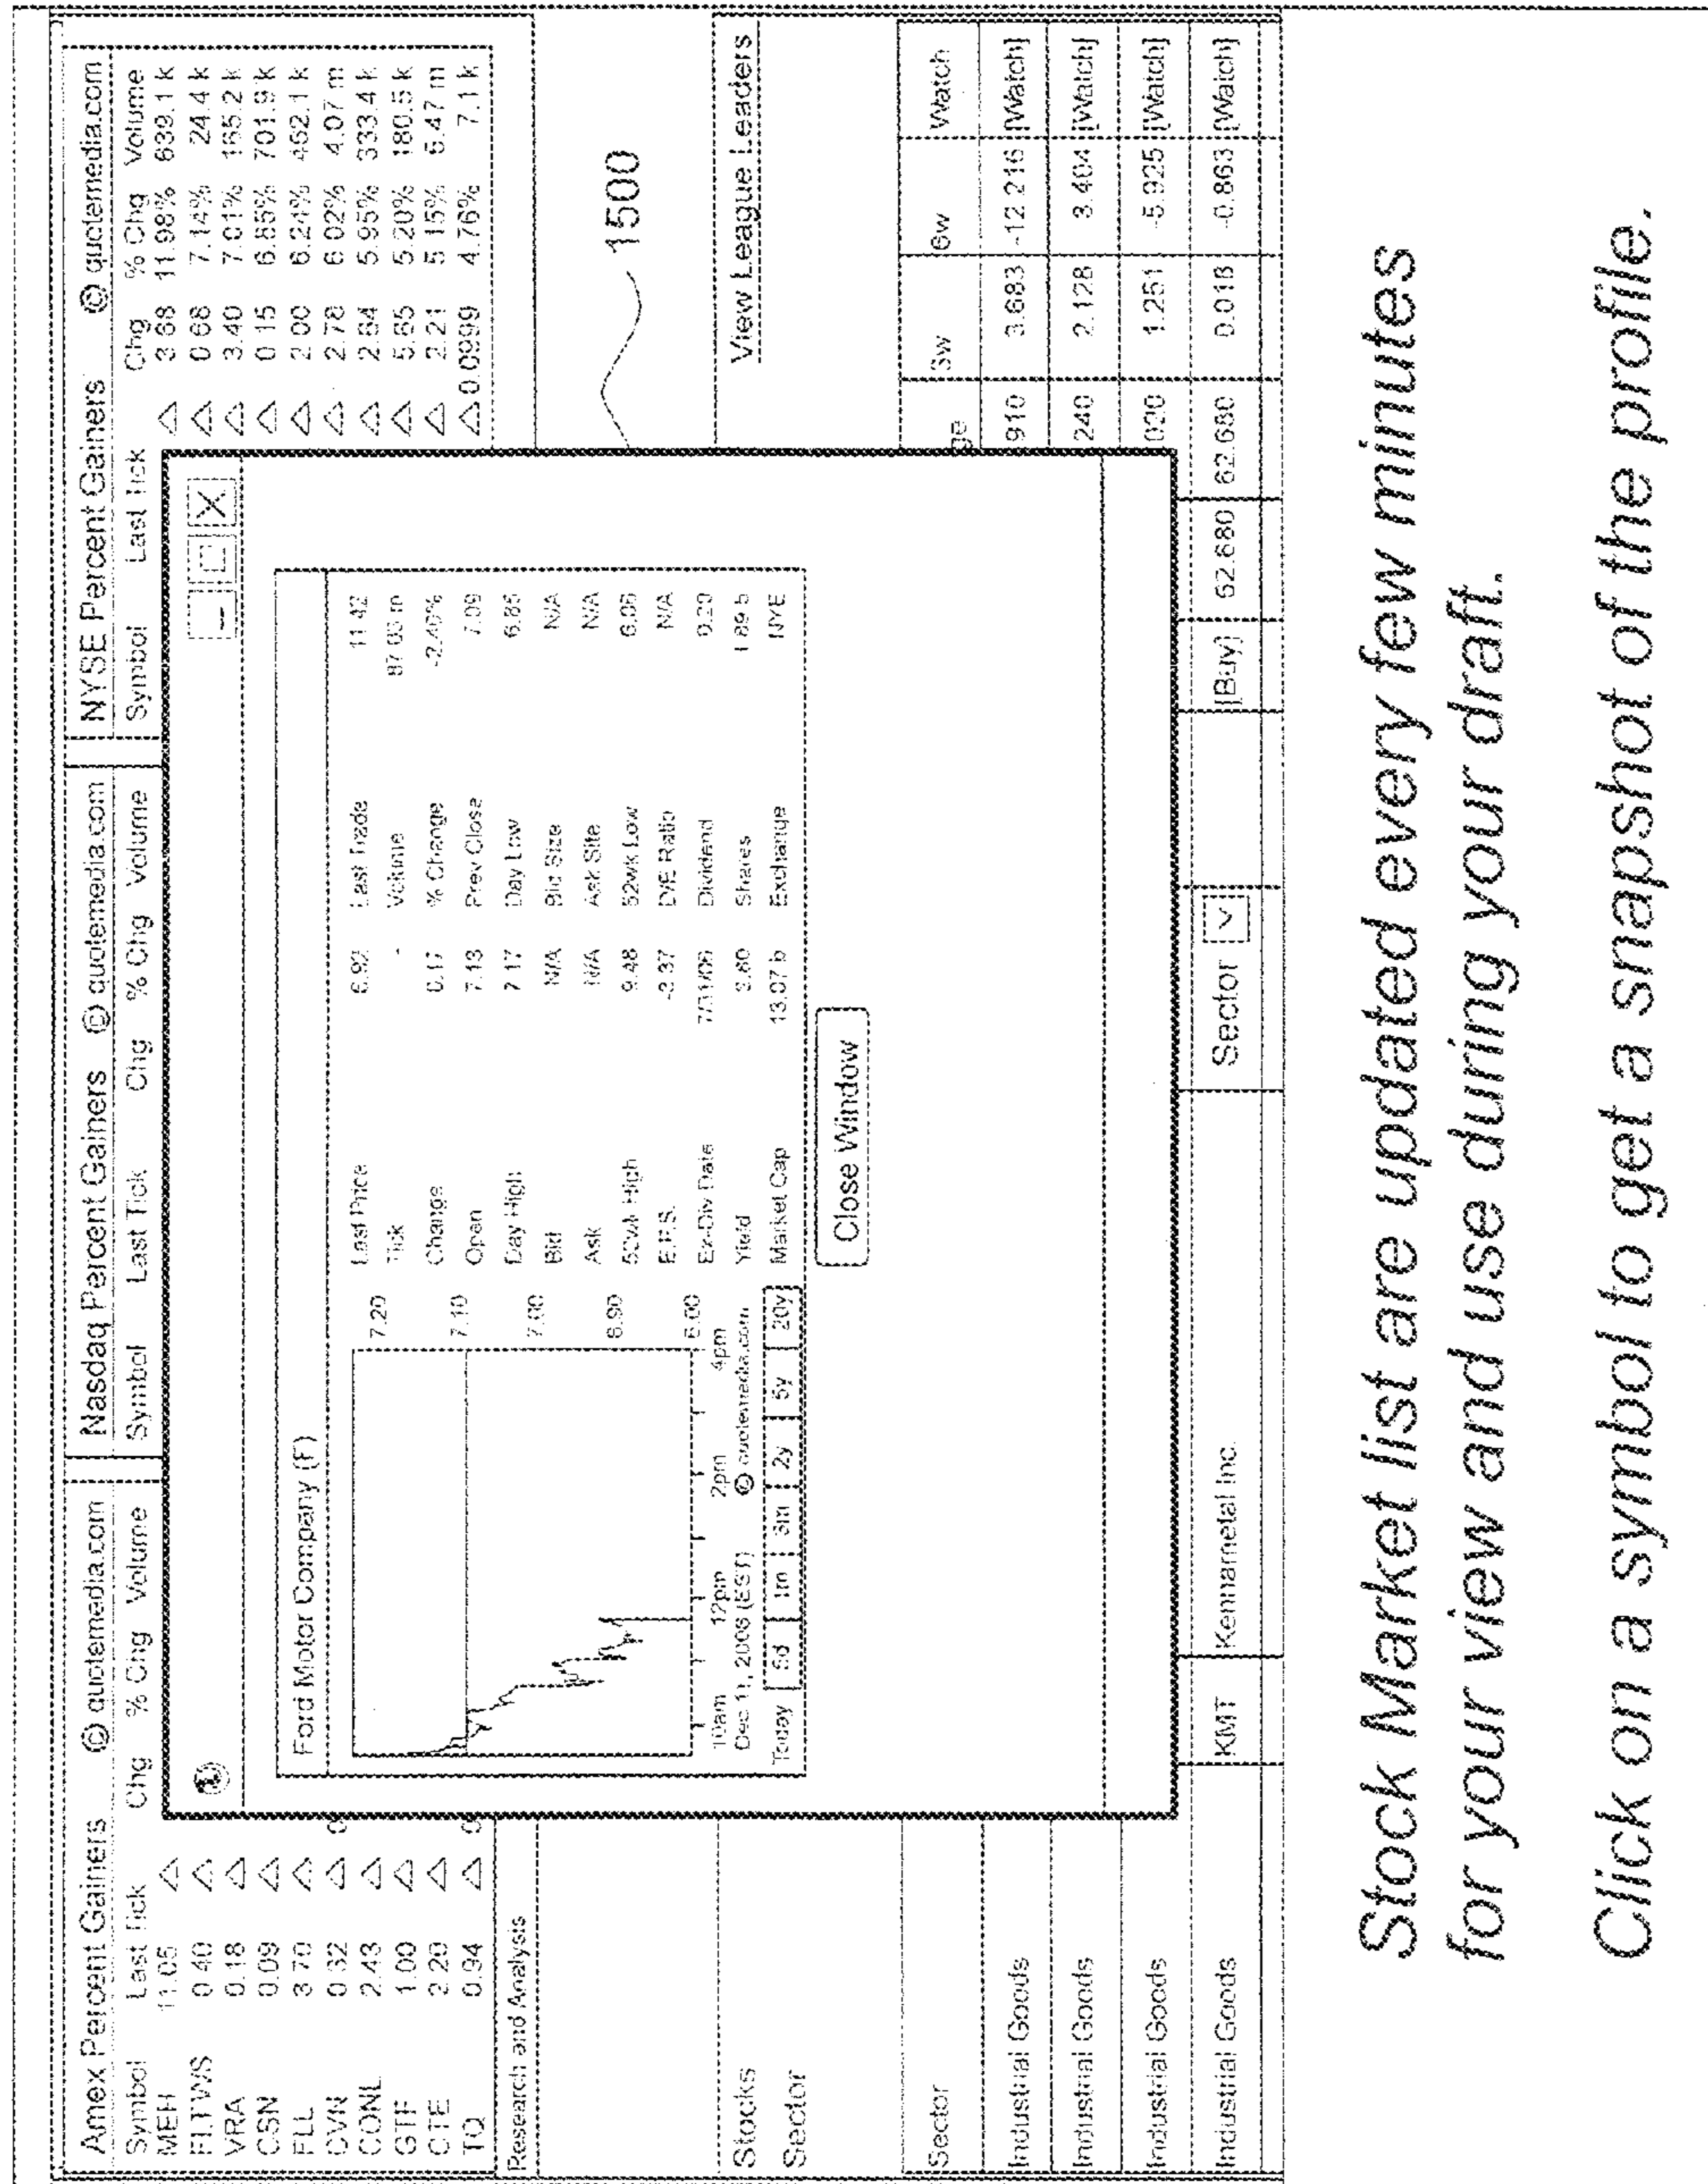 Amex Percent Gainers © quotemedia.com
Symbol Last Tick Chg % Chg Volume
MEH 11.05 △
FLTWS 0.40 △
VRA 0.18 △
CSN 0.09 △
FLL 3.70 △
CVN 0.32 △
CONL 2.43 △
GTF 1.00 △
CTE 2.20 △
TQ 0.94 △
Nasdaq Percent Gainers © quotemedia.com
Symbol Last Tick Chg % Chg Volume
NYSE Percent Gainers © quotemedia.com
Symbol Last Tick Chg % Chg Volume
△ 3.68 11.98% 639.1 k
△ 0.68 7.14% 24.4 k
△ 3.40 7.01% 165.2 k
△ 0.15 6.85% 701.9 k
△ 2.00 6.24% 462.1 k
△ 2.78 6.02% 4.07 m
△ 2.84 5.95% 333.4 k
△ 5.85 5.20% 180.5 k
△ 2.21 5.15% 5.47 m
△ 0.0999 4.76% 7.1 k
Ford Motor Company (F)
7.20
7.10
7.00
6.90
10am 12pm 2pm 4pm
Dec 11, 2006 (EST) © quotemedia.com
Today 5d 1m 3m 2y 5y 20y
Last Price 6.92 Last Trade 11:42
Tick - Volume
Change 0.17 % Change -2.40%
Open 7.13 Prev Close 7.09
Day High 7.17 Day Low 6.86
Bid N/A Bid Size N/A
Ask N/A Ask Size N/A
52wk High 9.48 52wk Low 6.06
E.P.S. -3.37 P/E Ratio N/A
Ex-Div Date 7/31/06 Dividend 0.20
Yield Shares 1.89 b
Market Cap 13.07 b Exchange NYE
Close Window
Research and Analysis
1500
View League Leaders
Stocks
Sector
Sector ge 3w 6w Watch
Industrial Goods 910 3.683 -12.216 [Watch]
Industrial Goods 240 2.128 3.404 [Watch]
Industrial Goods 020 1.251 -5.925 [Watch]
Industrial Goods KMT Kennametal Inc. Sector [Buy] 62.680 62.680 0.016 -0.863 [Watch]
Stock Market list are updated every few minutes
for your view and use during your draft.
Click on a symbol to get a snapshot of the profile.